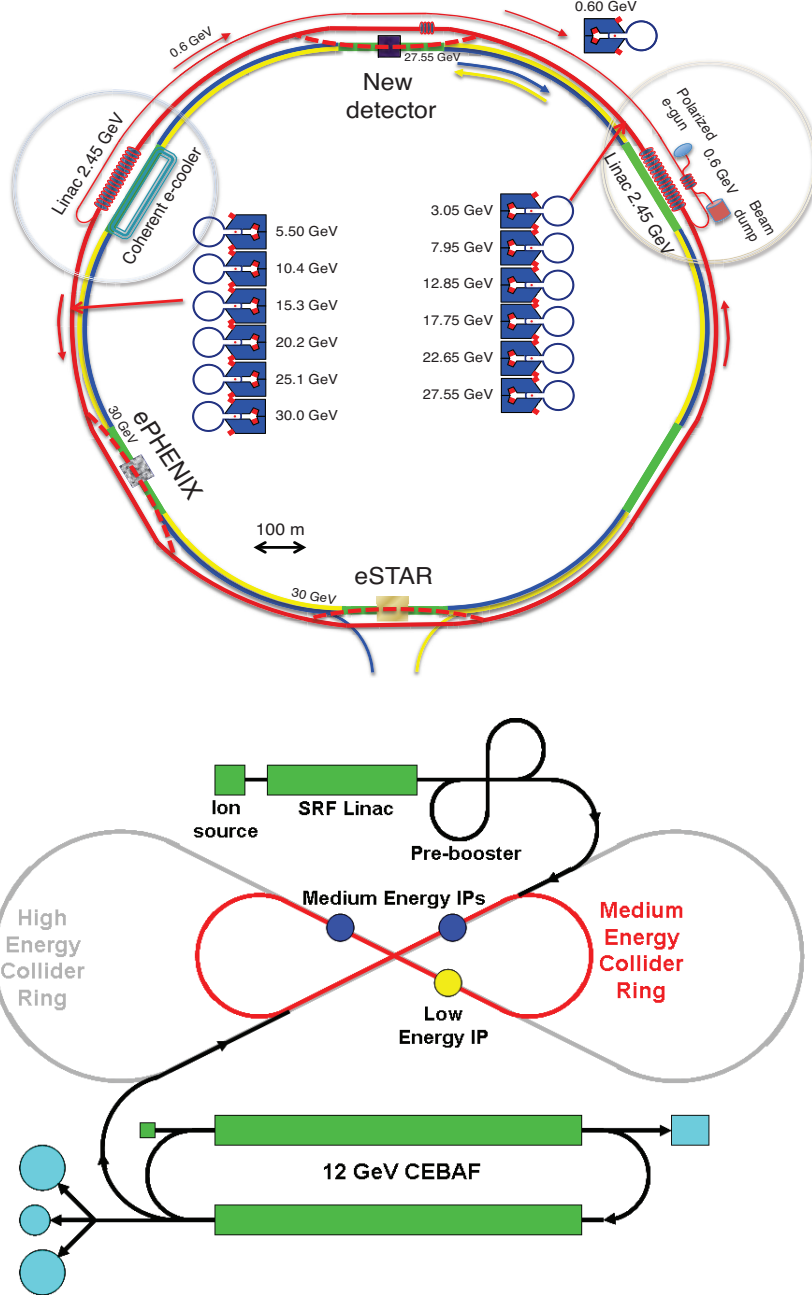 0.60 GeV
0.6 GeV
27.55 GeV
New
detector
Linac 2.45 GeV
Coherent e-cooler
Polarized
e-gun
0.6 GeV
Beam
dump
Linac 2.45 GeV
5.50 GeV
10.4 GeV
15.3 GeV
20.2 GeV
25.1 GeV
30.0 GeV
3.05 GeV
7.95 GeV
12.85 GeV
17.75 GeV
22.65 GeV
27.55 GeV
30 GeV
ePHENIX
100 m
eSTAR
30 GeV
Ion
source
SRF Linac
Pre-booster
Medium Energy IPs
High
Energy
Collider
Ring
Medium
Energy
Collider
Ring
Low
Energy IP
12 GeV CEBAF